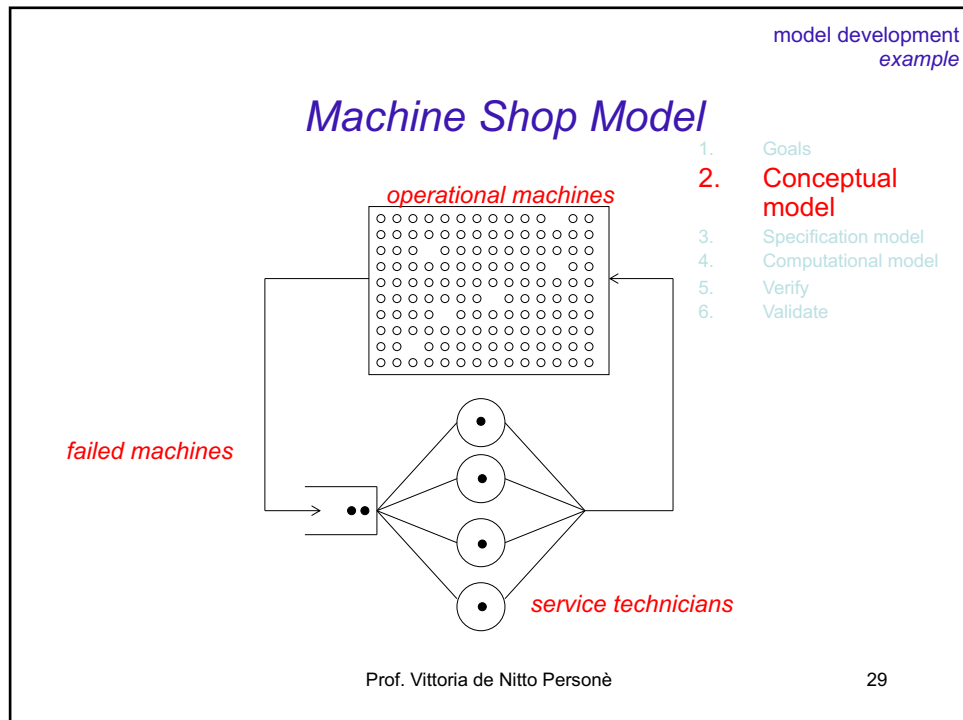 model development
example
Machine Shop Model
1. Goals
2. Conceptual
model
3. Specification model
4. Computational model
5. Verify
6. Validate
operational machines
failed machines
service technicians
Prof. Vittoria de Nitto Personè
29